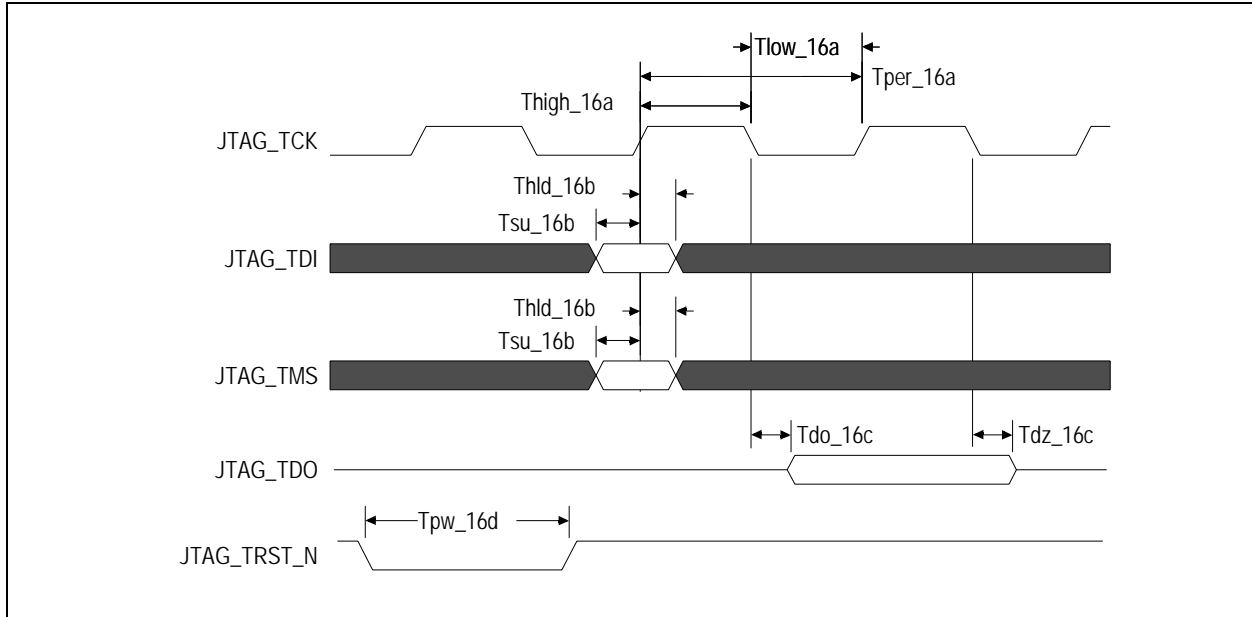 Tlow_16a
Tper_16a
Thigh_16a
JTAG_TCK
Thld_16b
Tsu_16b
JTAG_TDI
Thld_16b
Tsu_16b
JTAG_TMS
Tdo_16c
Tdz_16c
JTAG_TDO
Tpw_16d
JTAG_TRST_N